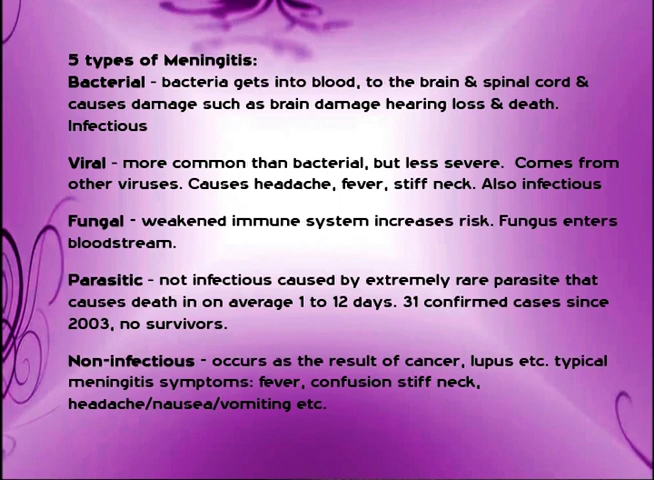 5 types of Meningitis:
Bacterial - bacteria gets into blood, to the brain & spinal cord &
causes damage such as brain damage hearing loss & death.
Infectious
Viral - more common than bacterial, but less severe.  Comes from
other viruses. Causes headache, fever, stiff neck. Also infectious
Fungal - weakened immune system increases risk. Fungus enters
bloodstream.
Parasitic - not infectious caused by extremely rare parasite that
causes death in on average 1 to 12 days. 31 confirmed cases since
2003, no survivors.
Non-infectious - occurs as the result of cancer, lupus etc. typical
meningitis symptoms: fever, confusion stiff neck,
headache/nausea/vomiting etc.